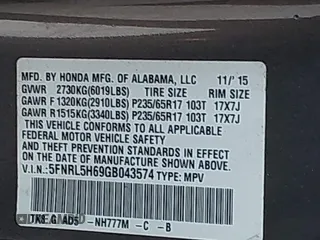 MFD. BY HONDA MFG. OF ALABAMA, LLC 11/'15
GVWR 2730KG(6019LBS) TIRE SIZE RIM SIZE
GAWR F 1320KG(2910LBS) P235/65R17 103T 17X7J
GAWR R1515KG(3340LBS) P235/65R17 103T 17X7J
THIS VEHICLE CONFORMS TO ALL APPLICABLE
FEDERAL MOTOR VEHICLE SAFETY
AND THEFT PREVENTION STANDARDS
IN EFFECT ON THE DATE OF MANUFACTURE SHOWN ABOVE
V.I.N.: 5FNRL5H69GB043574 TYPE: MPV
-NH777M -C -B